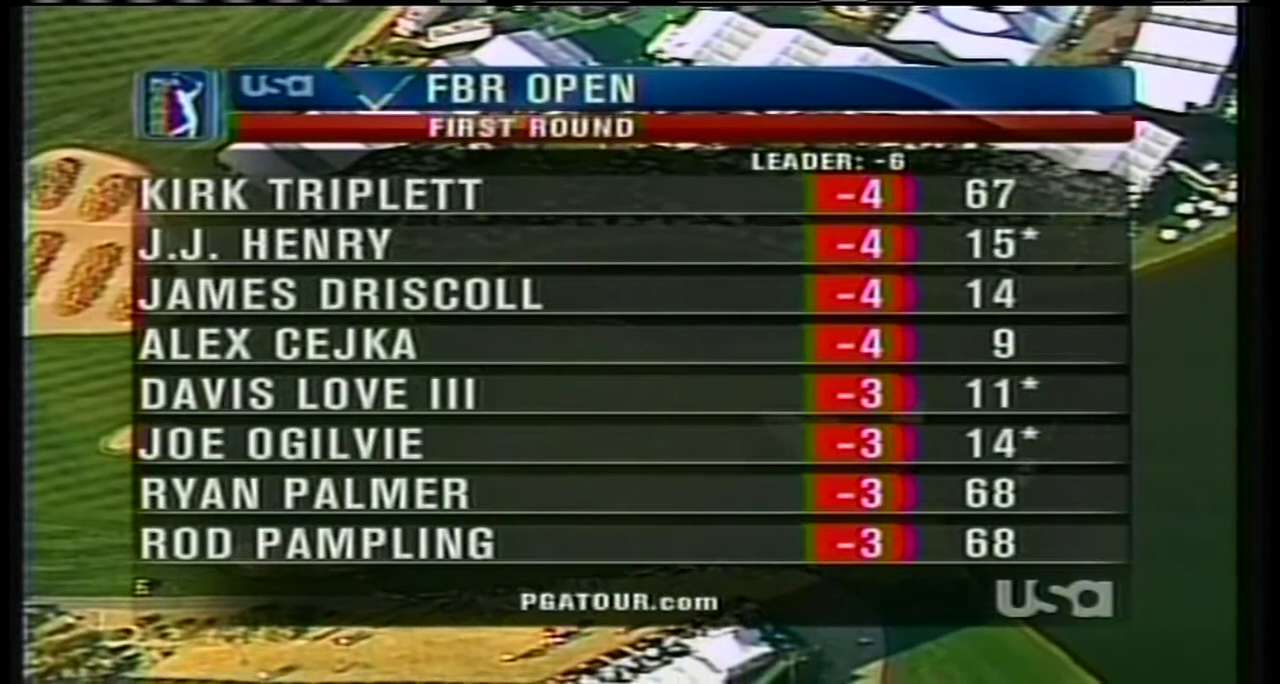 USA FBR OPEN
FIRST ROUND
LEADER: -6
KIRK TRIPLETT -4 67
J.J. HENRY -4 15*
JAMES DRISCOLL -4 14
ALEX CEJKA -4 9
DAVIS LOVE III -3 11*
JOE OGILVIE -3 14*
RYAN PALMER -3 68
ROD PAMPLING -3 68
PGATOUR.com
USA